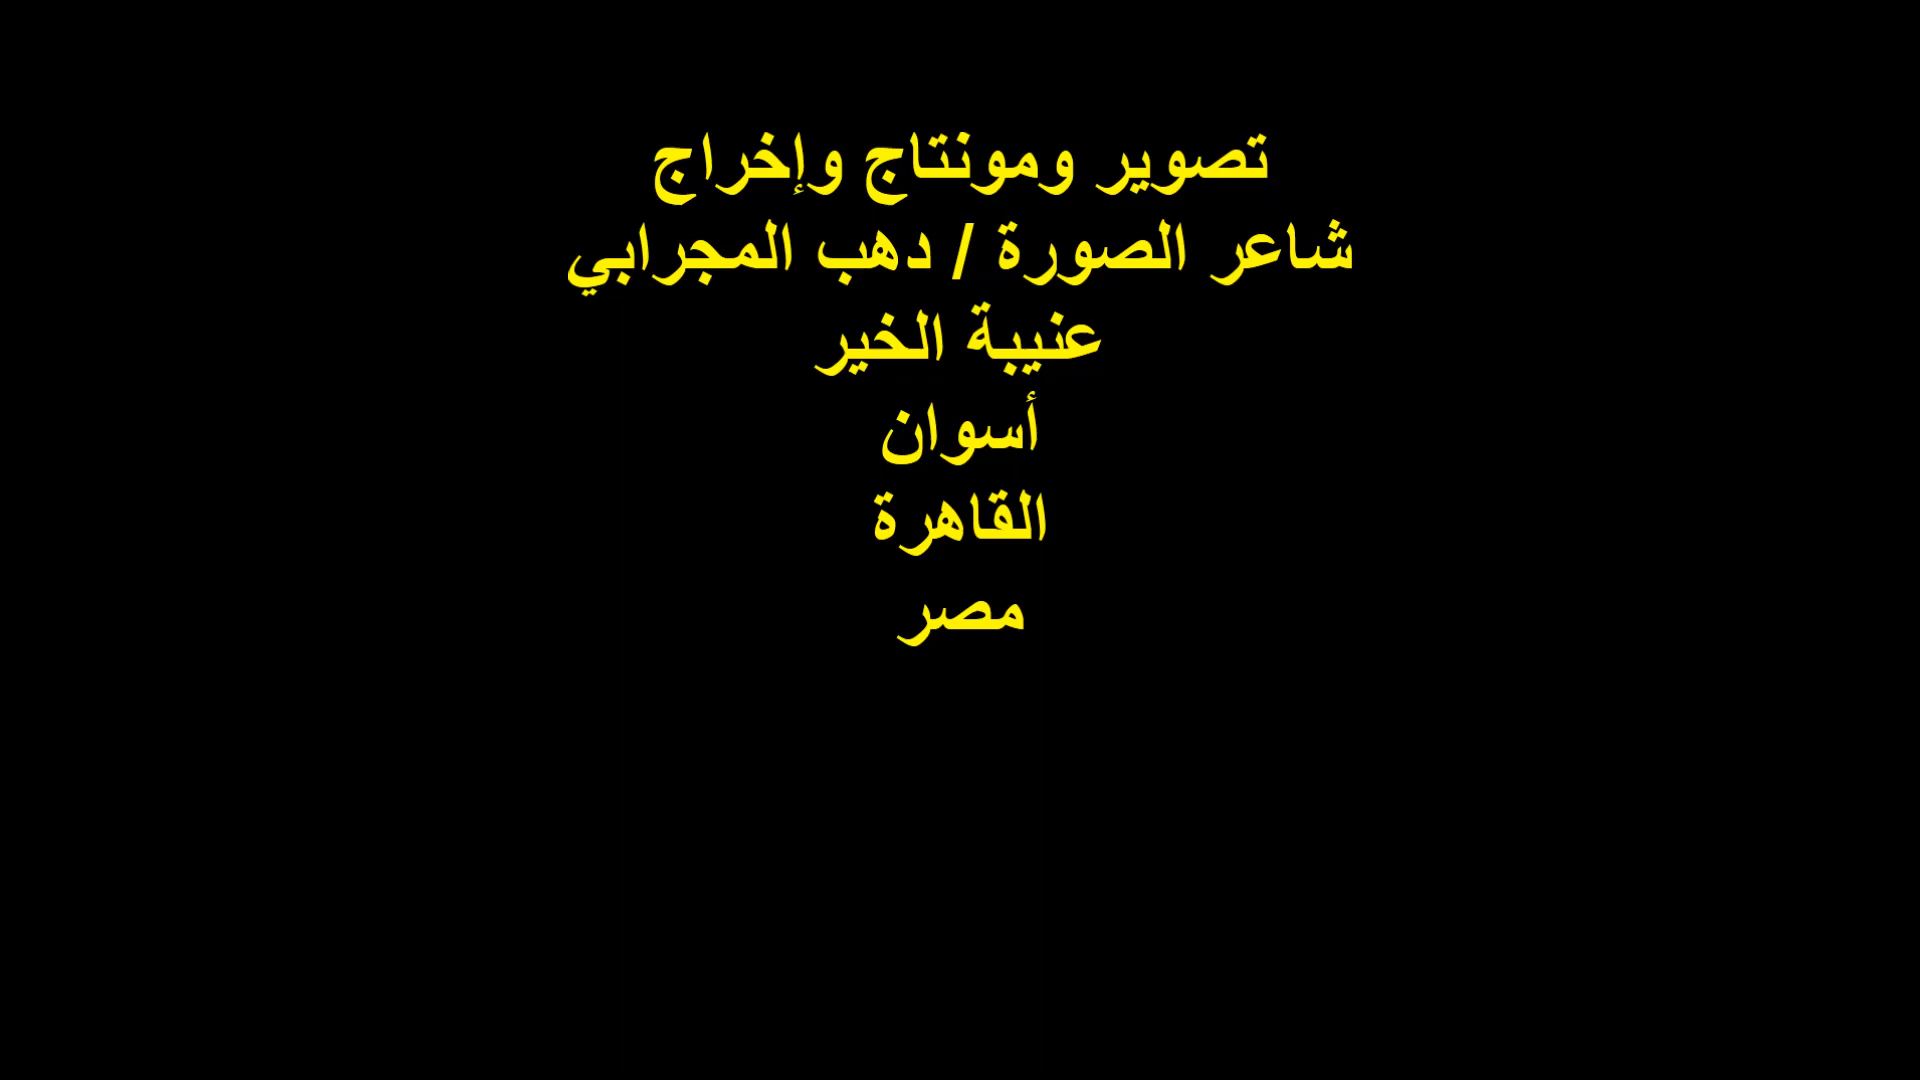 تصوير ومونتاج وإخراج
شاعر الصورة / دهب المجرابي
عنيبة الخير
أسوان
القاهرة
مصر